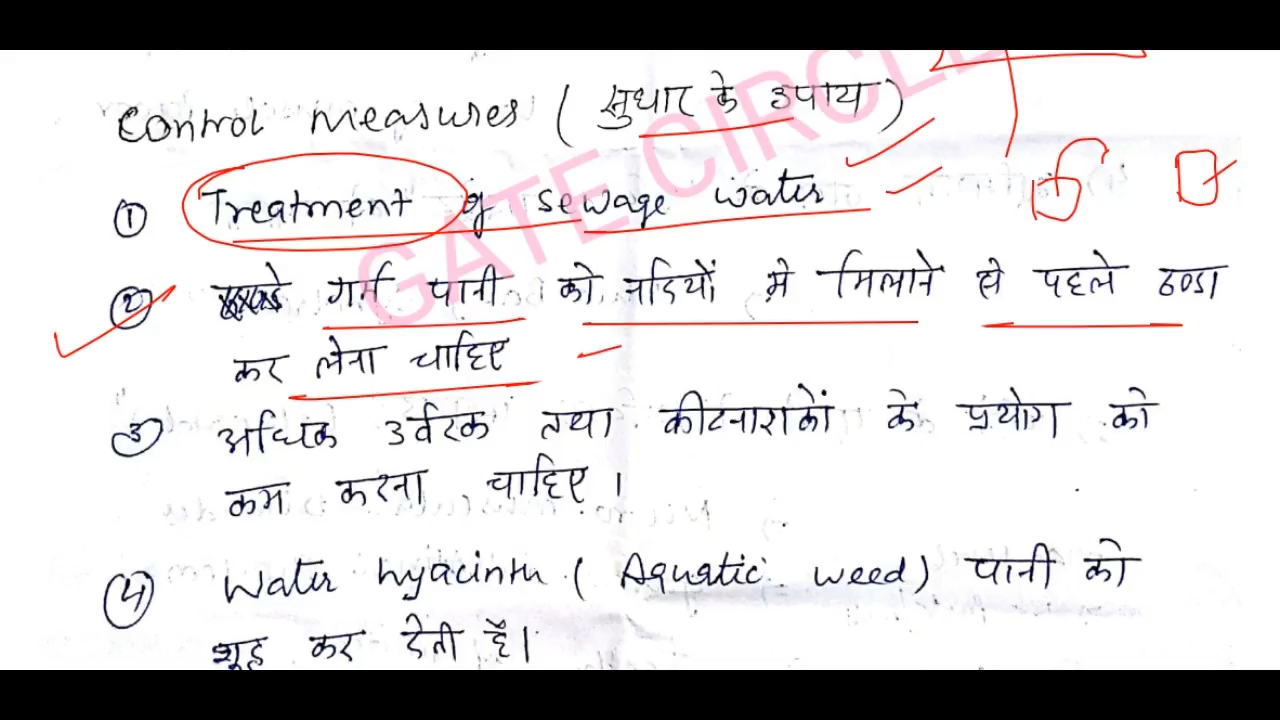 Control Measures ( सुधार के उपाय )
① Treatment of sewage water
② गर्म पानी को नदियों मे मिलाने से पहले ठण्डा
कर लेना चाहिए
③ अधिक उर्वरक तथा कीटनाशकों के प्रयोग को
कम करना चाहिए ।
④ Water hyacinth ( Aquatic weed ) पानी को
शुद्ध कर देती है ।
GATE CIRCLE